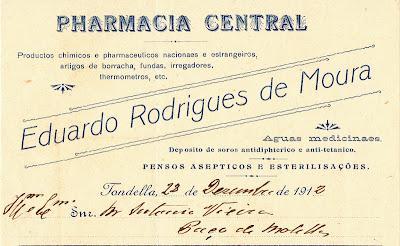 PHARMACIA CENTRAL
Productos chimicos e pharmaceuticos nacionaes e estrangeiros,
artigos de borracha, fundas, irregadores,
thermometros, etc.
Eduardo Rodrigues de Moura
Aguas medicinaes.
Deposito de soros antidiphterico e anti-tetanico.
PENSOS ASEPTICOS E ESTERILISAÇÕES.
Tondella, 23 de Dezembro de 1912
Snr. Antonio Vieira
Paço de